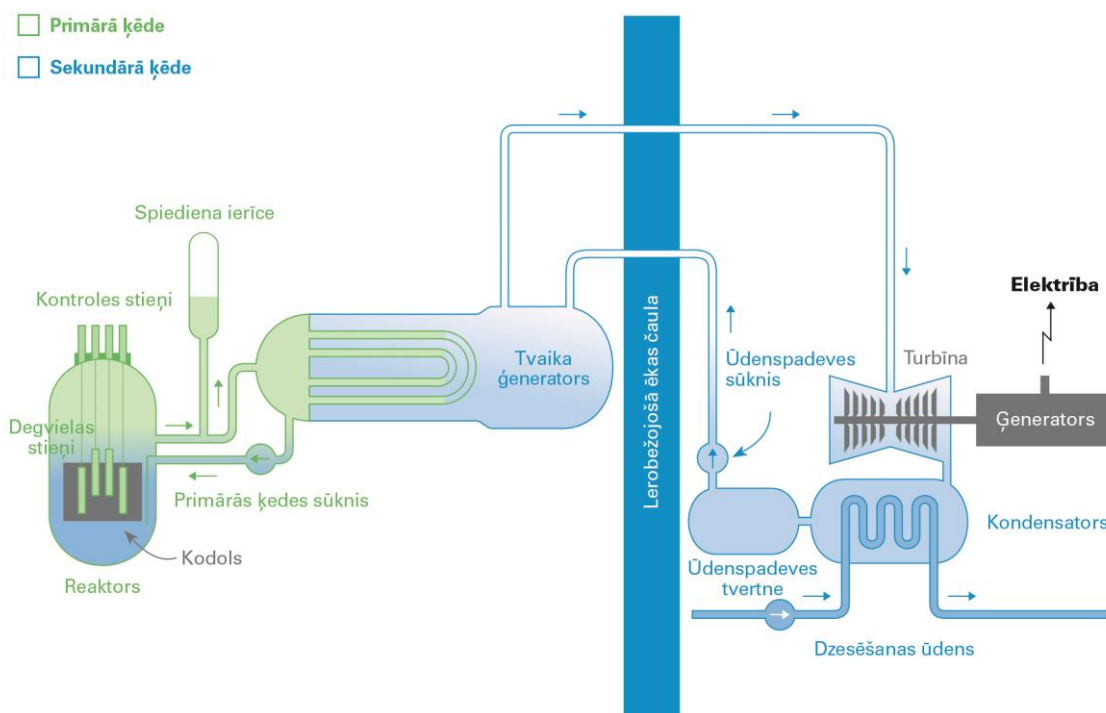 Primārā ķēde
Sekundārā ķēde
Spiediena ierīce
Kontroles stieņi
Degvielas
stieņi
Primārās ķedes sūknis
Kodols
Reaktors
Tvaika
ģenerators
Lerobežojošā ēkas čaula
Ūdenspadeves
sūknis
Turbīna
Elektrība
Ģenerators
Kondensators
Ūdenspadeves
tvertne
Dzesēšanas ūdens